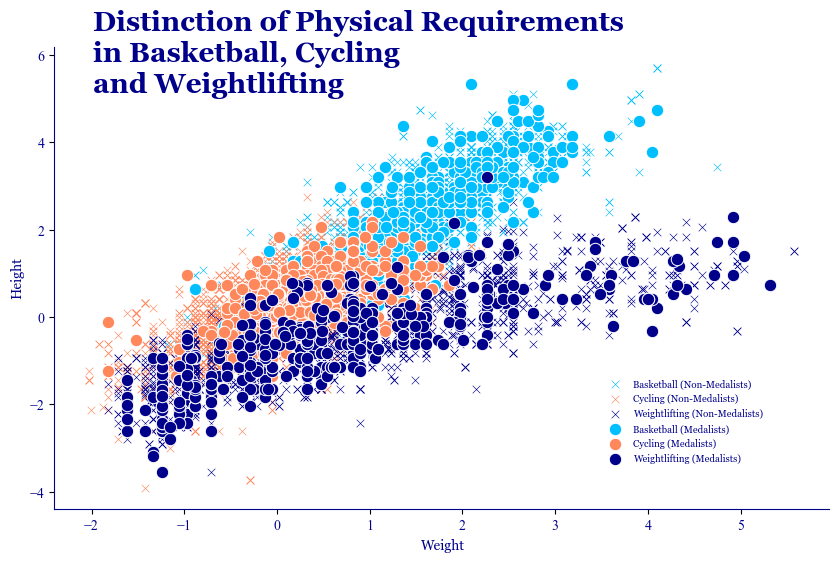 Distinction of Physical Requirements
in Basketball, Cycling
and Weightlifting
6
4
2
0
−2
−4
Height
Basketball (Non-Medalists)
Cycling (Non-Medalists)
Weightlifting (Non-Medalists)
Basketball (Medalists)
Cycling (Medalists)
Weightlifting (Medalists)
−2 −1 0 1 2 3 4 5
Weight